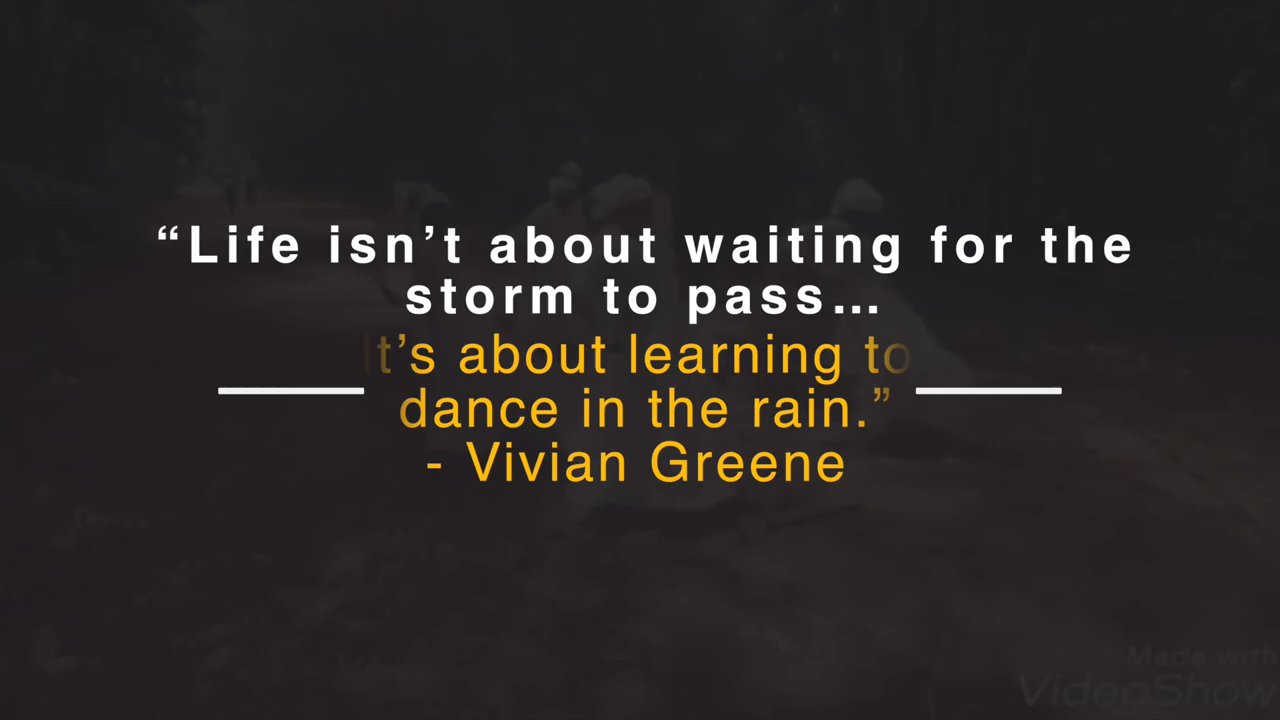 “Life isn’t about waiting for the
storm to pass...
It’s about learning to
dance in the rain.”
- Vivian Greene
Made with
VideoShow